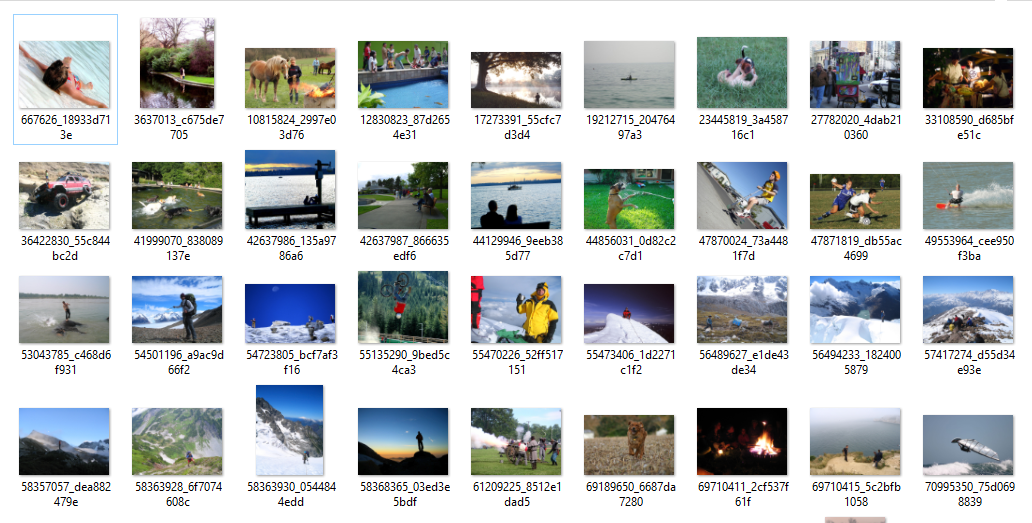 667626_18933d71
3e
3637013_c675de7
705
10815824_2997e0
3d76
12830823_87d265
4e31
17273391_55cfc7
d3d4
19212715_204764
97a3
23445819_3a4587
16c1
27782020_4dab21
0360
33108590_d685bf
e51c
36422830_55c844
bc2d
41999070_838089
137e
42637986_135a97
86a6
42637987_866635
edf6
44129946_9eeb38
5d77
44856031_0d82c2
c7d1
47870024_73a448
1f7d
47871819_db55ac
4699
49553964_cee950
f3ba
53043785_c468d6
f931
54501196_a9ac9d
66f2
54723805_bcf7af3
f16
55135290_9bed5c
4ca3
55470226_52ff517
151
55473406_1d2271
c1f2
56489627_e1de43
de34
56494233_182400
5879
57417274_d55d34
e93e
58357057_dea882
479e
58363928_6f7074
608c
58363930_054484
4edd
58368365_03ed3e
5bdf
61209225_8512e1
dad5
69189650_6687da
7280
69710411_2cf537f
61f
69710415_5c2bfb
1058
70995350_75d069
8839